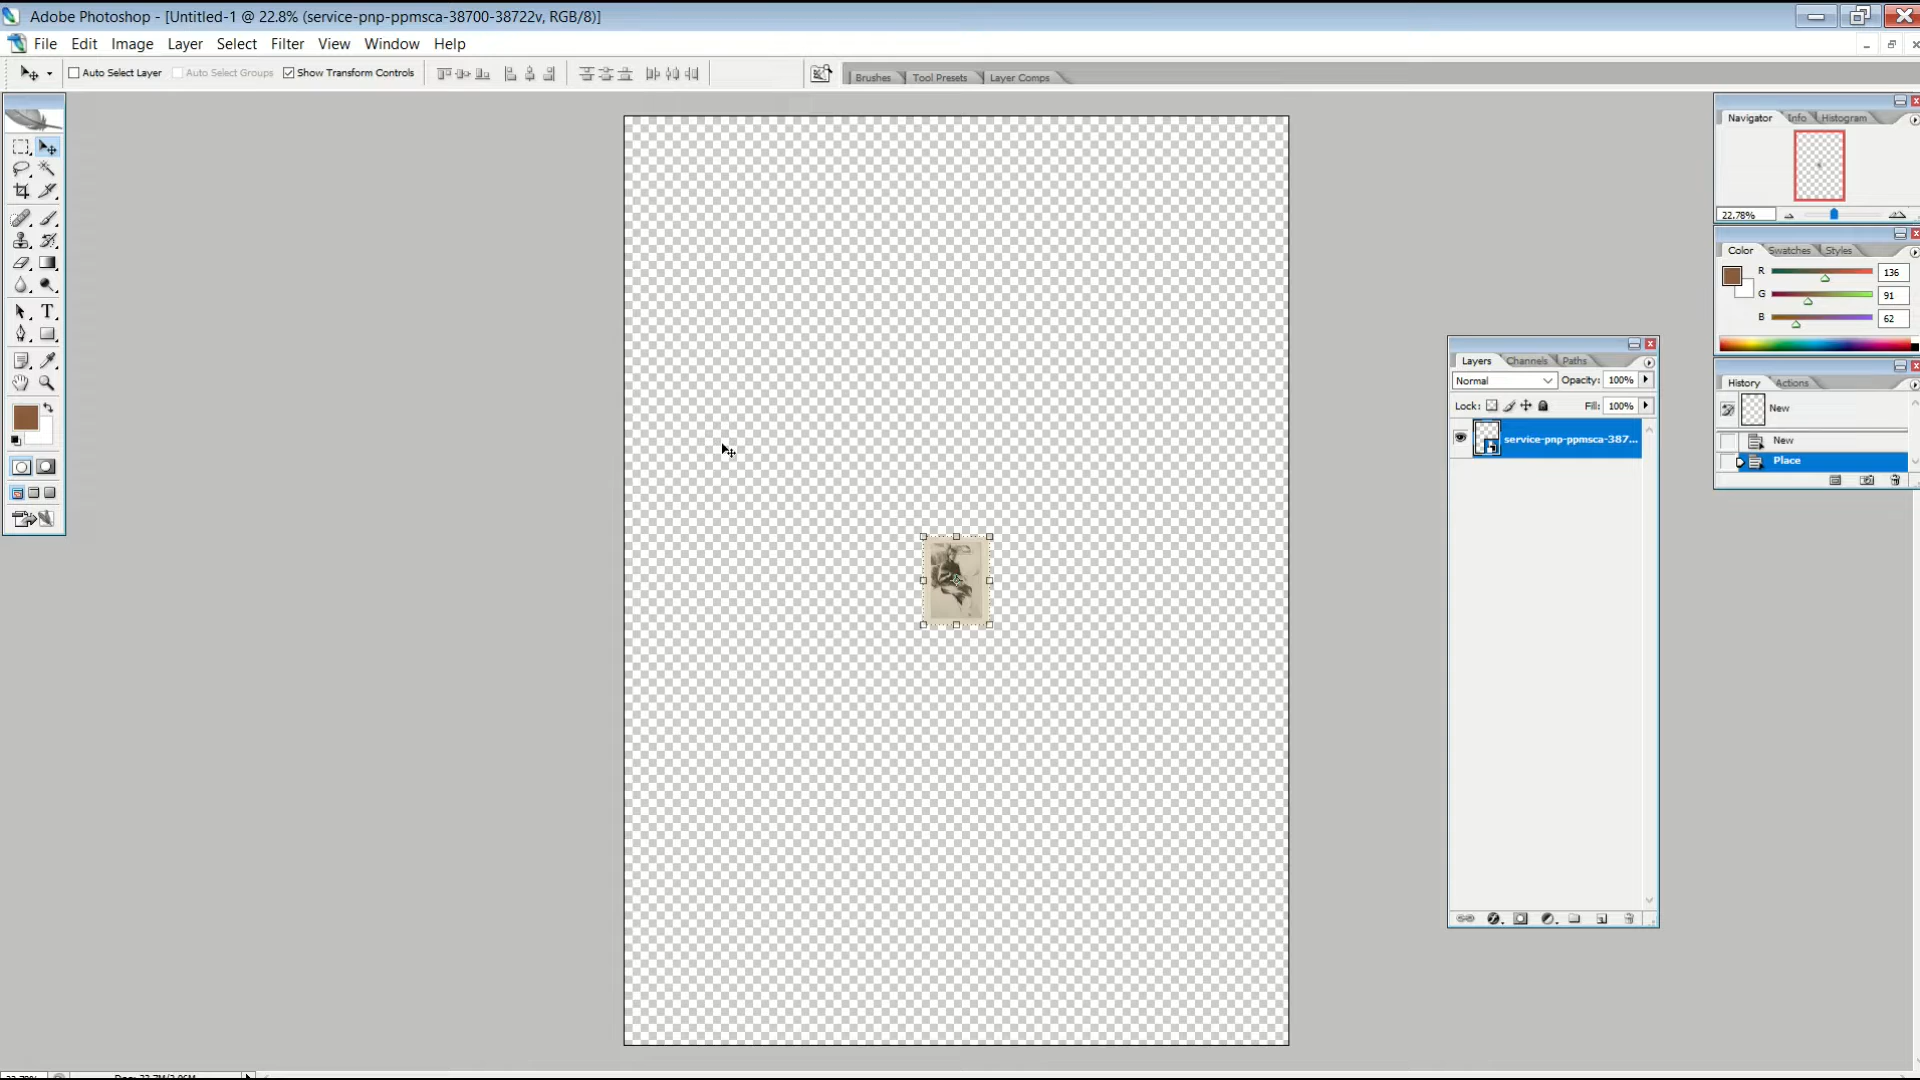 Adobe Photoshop - [Untitled-1 @ 22.8% (service-pnp-ppmsca-38700-38722v, RGB/8)]
File Edit Image Layer Select Filter View Window Help
Auto Select Layer Auto Select Groups Show Transform Controls Brushes Tool Presets Layer Comps
Navigator Info Histogram
22.78%
Color Swatches Styles
R 136
G 91
B 62
Layers Channels Paths
Normal Opacity: 100%
Lock: Fill: 100%
service-pnp-ppmsca-387...
History Actions
New
New
Place